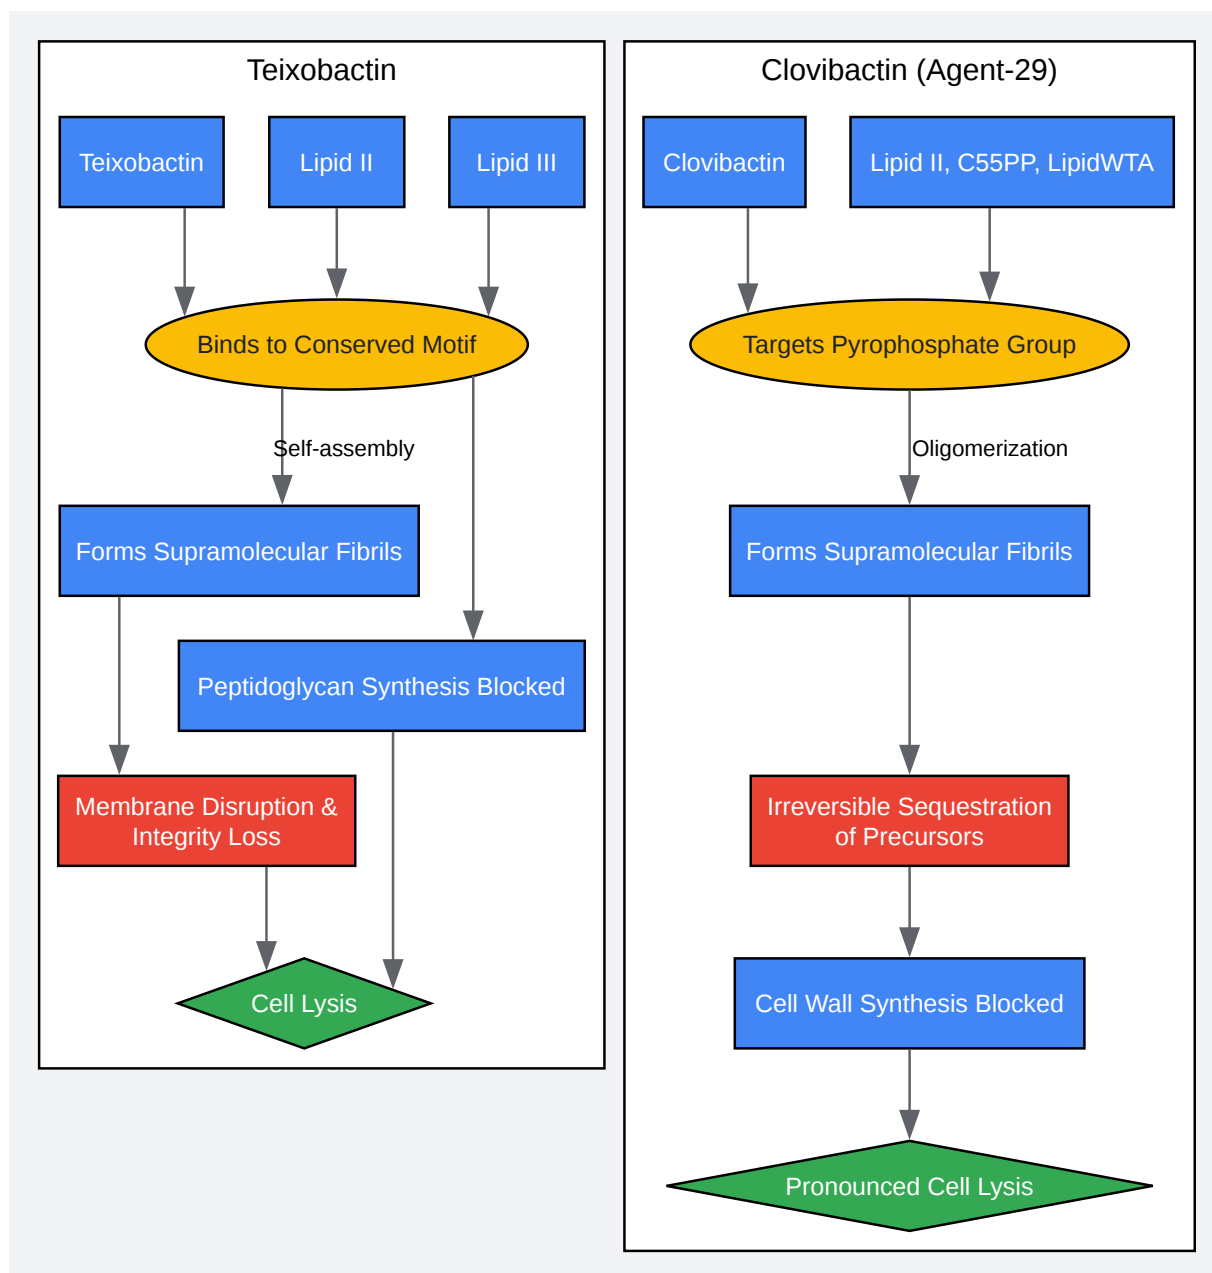 Teixobactin
Teixobactin
Lipid II
Lipid III
Binds to Conserved Motif
Self-assembly
Forms Supramolecular Fibrils
Peptidoglycan Synthesis Blocked
Membrane Disruption &
Integrity Loss
Cell Lysis
Clovibactin (Agent-29)
Clovibactin
Lipid II, C55PP, LipidWTA
Targets Pyrophosphate Group
Oligomerization
Forms Supramolecular Fibrils
Irreversible Sequestration
of Precursors
Cell Wall Synthesis Blocked
Pronounced Cell Lysis